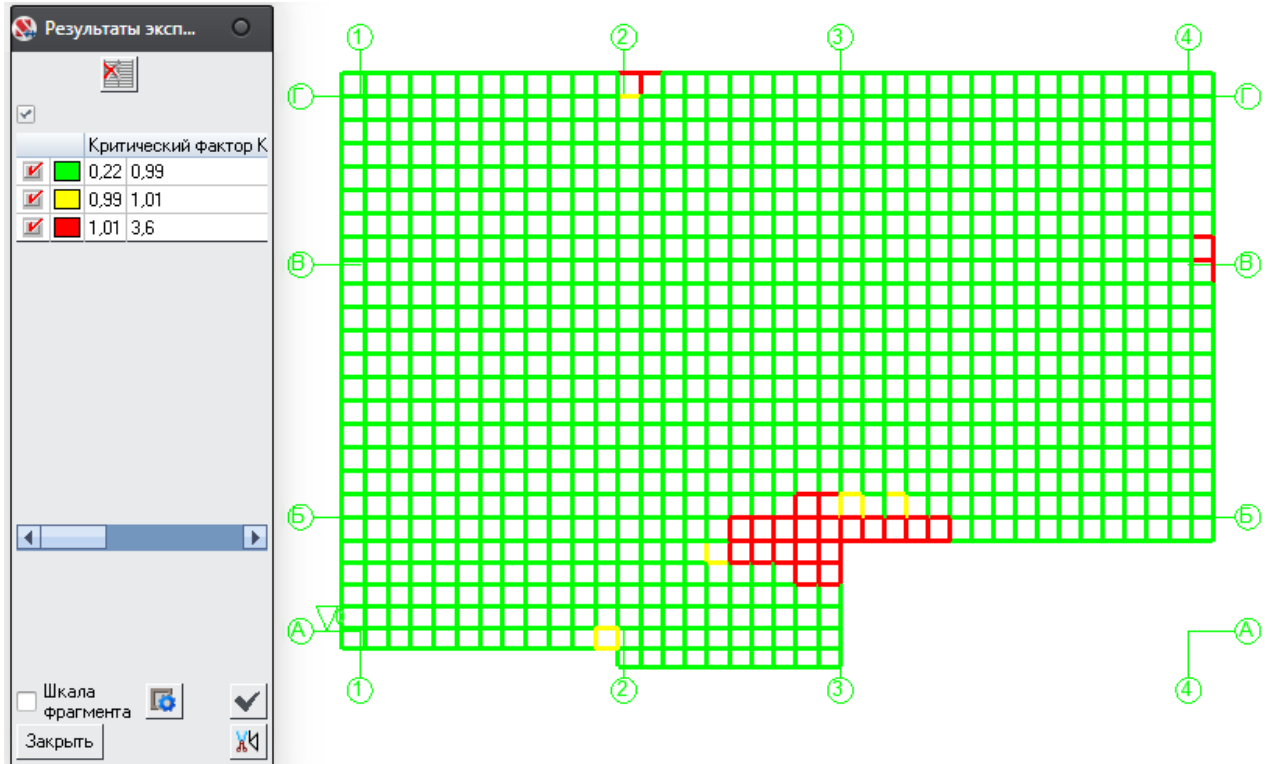 Результаты эксп...
Критический фактор K
0,22 0,99
0,99 1,01
1,01 3,6
Шкала
фрагмента
Закрыть
1 2 3 4
Г Г
В В
Б Б
А А
1 2 3 4